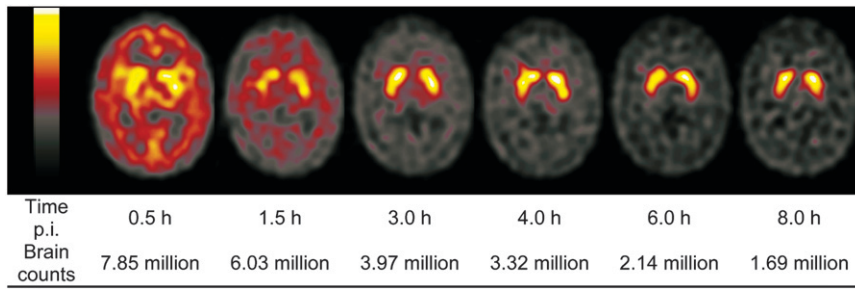 Time p.i. 0.5 h 1.5 h 3.0 h 4.0 h 6.0 h 8.0 h
Brain counts 7.85 million 6.03 million 3.97 million 3.32 million 2.14 million 1.69 million